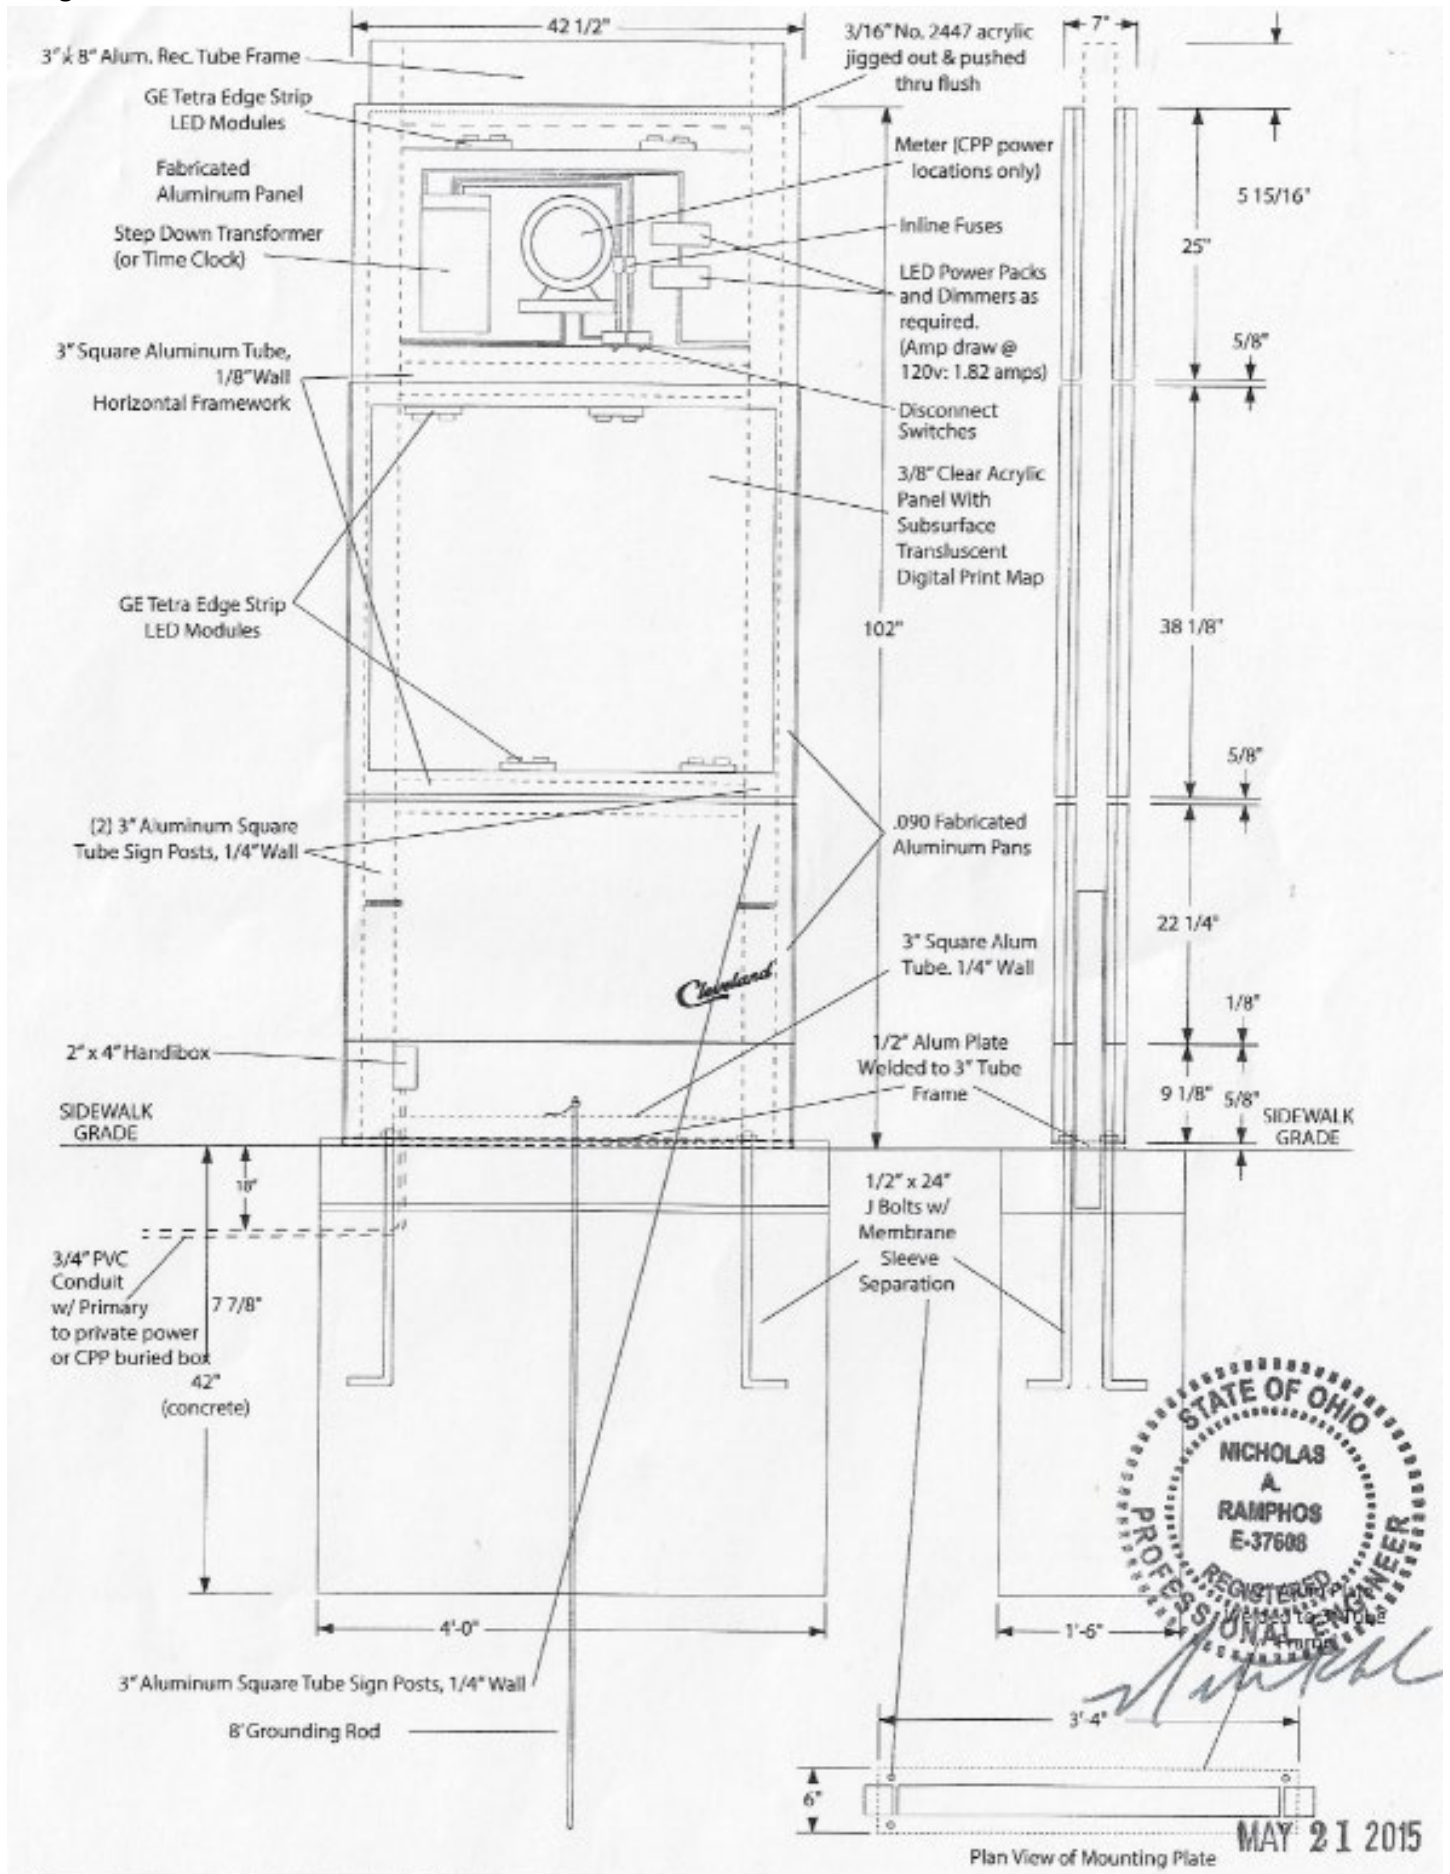 42 1/2"
3" x 8" Alum. Rec. Tube Frame
GE Tetra Edge Strip
LED Modules
Fabricated
Aluminum Panel
Step Down Transformer
(or Time Clock)
3" Square Aluminum Tube,
1/8" Wall
Horizontal Framework
GE Tetra Edge Strip
LED Modules
(2) 3" Aluminum Square
Tube Sign Posts, 1/4" Wall
2" x 4" Handibox
SIDEWALK
GRADE
18"
3/4" PVC
Conduit
w/ Primary
to private power
or CPP buried box
7 7/8"
42"
(concrete)
4'-0"
3" Aluminum Square Tube Sign Posts, 1/4" Wall
8' Grounding Rod
Cleveland
3/16" No. 2447 acrylic
jigged out & pushed
thru flush
Meter (CPP power
locations only)
Inline Fuses
LED Power Packs
and Dimmers as
required.
(Amp draw @
120v: 1.82 amps)
Disconnect
Switches
3/8" Clear Acrylic
Panel With
Subsurface
Transluscent
Digital Print Map
102"
.090 Fabricated
Aluminum Pans
3" Square Alum
Tube. 1/4" Wall
1/2" Alum Plate
Welded to 3" Tube
Frame
1/2" x 24"
J Bolts w/
Membrane
Sleeve
Separation
7"
5 15/16"
25"
5/8"
38 1/8"
5/8"
22 1/4"
1/8"
9 1/8"
5/8"
SIDEWALK
GRADE
1'-6"
STATE OF OHIO
NICHOLAS
A.
RAMPHOS
E-37608
REGISTERED
PROFESSIONAL ENGINEER
Alum Plate
Welded to 3" Tube
Frame
3'-4"
6"
Plan View of Mounting Plate
MAY 21 2015